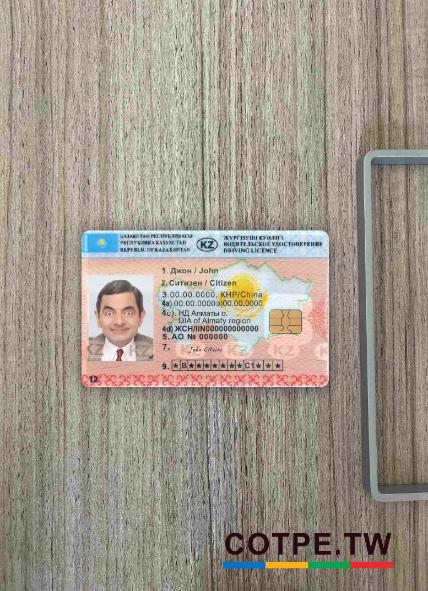 ҚАЗАҚСТАН РЕСПУБЛИКАСЫ
РЕСПУБЛИКА КАЗАХСТАН
REPUBLIC OF KAZAKHSTAN
KZ
ЖҮРГІЗУШІ КУӘЛІГІ
ВОДИТЕЛЬСКОЕ УДОСТОВЕРЕНИЕ
DRIVING LICENCE
1. Джон / John
2. Ситизен / Citizen
3.00.00.0000, КНР/China
4a)00.00.0000b)00.00.0000
4c). НД Алматы о.
DIA of Almaty region
4d) ЖСН/IIN000000000000
5. АО № 000000
7. John Citizen
9. ★B★★★★★★★C1★★★
12.
KZ
COTPE.TW